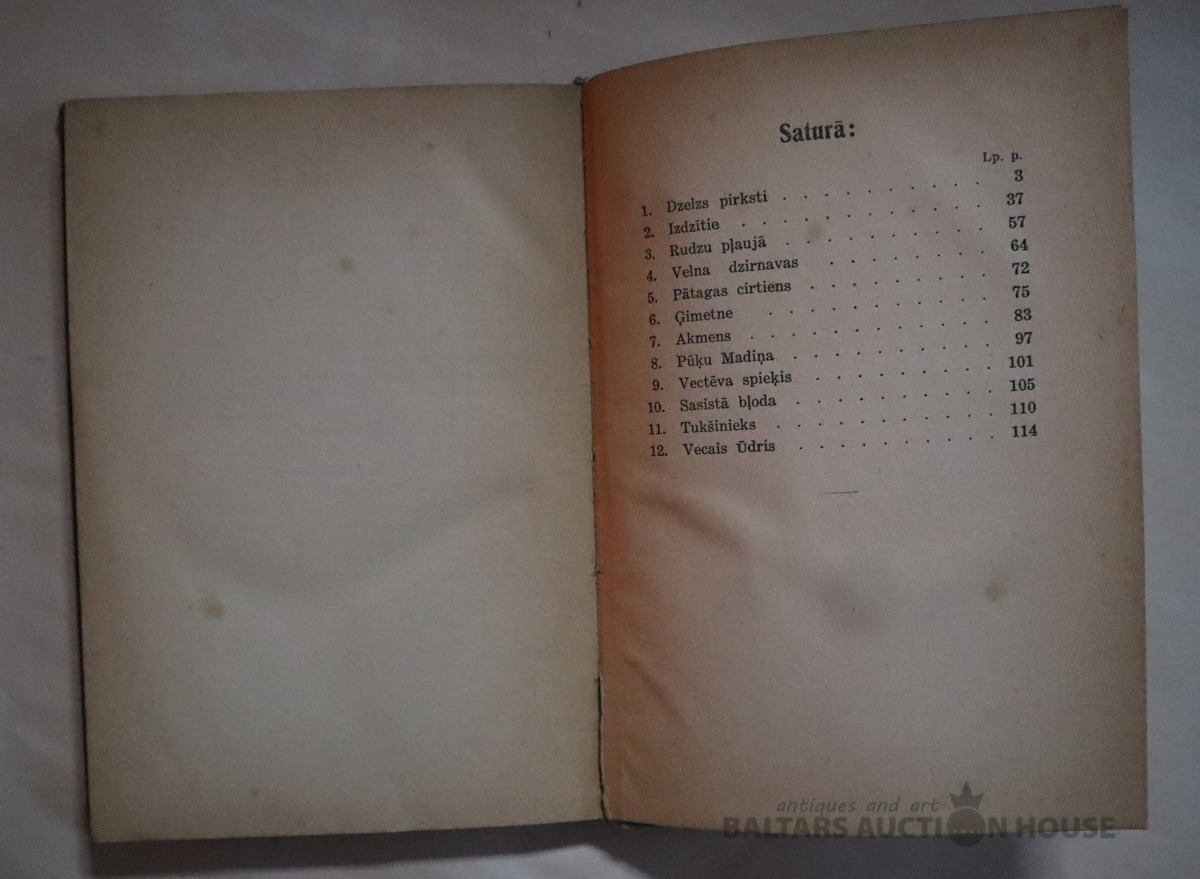 Saturā:
Lp. p.
1. Dzelzs pirksti . . . . . . . . . 3
2. Izdzītie . . . . . . . . . . 37
3. Rudzu pļaujā . . . . . . . . . 57
4. Velna dzirnavas . . . . . . . . 64
5. Pātagas cirtiens . . . . . . . . 72
6. Ģimetne . . . . . . . . . 75
7. Akmens . . . . . . . . . . 83
8. Pūķu Madiņa . . . . . . . . . 97
9. Vectēva spieķis . . . . . . . . 101
10. Sasistā bļoda . . . . . . . . 105
11. Tukšinieks . . . . . . . . . 110
12. Vecais Ūdris . . . . . . . . 114
antiques and art
BALTARS AUCTION HOUSE